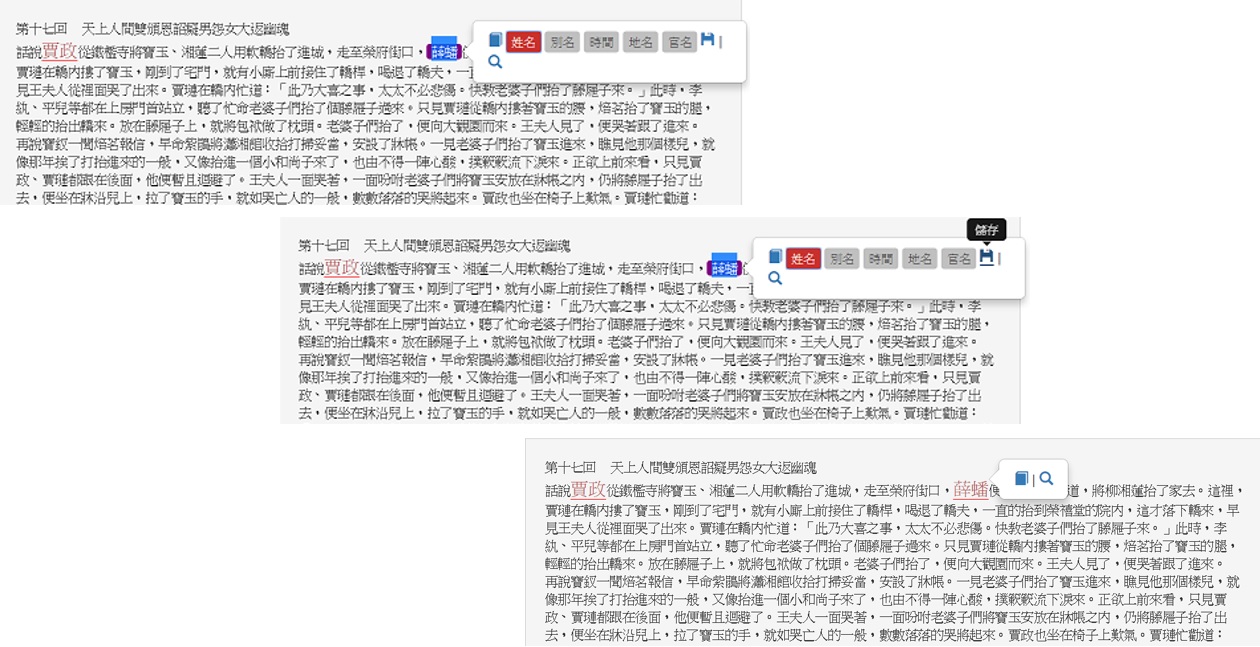 第十七回　天上人間雙頒恩詔癡男怨女大返幽魂
姓名 別名 時間 地名 官名 |
話說賈政從鐵檻寺將寶玉、湘蓮二人用軟轎抬了進城，走至榮府街口，薛蟠
賈璉在轎內摟了寶玉，剛到了宅門，就有小廝上前接住了轎桿，喝退了轎夫，一
見王夫人從裡面哭了出來。賈璉在轎內忙道：「此乃大喜之事，太太不必悲傷。快教老婆子們抬了藤屜子來。」此時，李
紈、平兒等都在上房門首站立，聽了忙命老婆子們抬了個藤屜子過來。只見賈璉從轎內摟著寶玉的腰，焙茗抬了寶玉的腿，
輕輕的抬出轎來。放在藤屜子上，就將包袱做了枕頭。老婆子們抬了，便向大觀園而來。王夫人見了，便哭著跟了進來。
再說寶釵一聞焙茗報信，早命紫鵑將瀟湘館收拾打掃妥當，安設了牀帳。一見老婆子們抬了寶玉進來，瞧見他那個樣兒，就
像那年挨了打抬進來的一般，又像抬進一個小和尚子來了，也由不得一陣心酸，撲簌簌流下淚來。正欲上前來看，只見賈
政、賈璉都跟在後面，他便暫且迴避了。王夫人一面哭著，一面吩咐老婆子們將寶玉安放在牀帳之內，仍將藤屜子抬出
去，便坐在牀沿兒上，拉了寶玉的手，就如哭亡人的一般，數數落落的哭將起來。賈政也坐在椅子上歎氣。賈璉忙勸道：
儲存
第十七回　天上人間雙頒恩詔癡男怨女大返幽魂
姓名 別名 時間 地名 官名 |
話說賈政從鐵檻寺將寶玉、湘蓮二人用軟轎抬了進城，走至榮府街口，薛蟠
賈璉在轎內摟了寶玉，剛到了宅門，就有小廝上前接住了轎桿，喝退了轎夫，一
見王夫人從裡面哭了出來。賈璉在轎內忙道：「此乃大喜之事，太太不必悲傷。快教老婆子們抬了藤屜子來。」此時，李
紈、平兒等都在上房門首站立，聽了忙命老婆子們抬了個藤屜子過來。只見賈璉從轎內摟著寶玉的腰，焙茗抬了寶玉的腿，
輕輕的抬出轎來。放在藤屜子上，就將包袱做了枕頭。老婆子們抬了，便向大觀園而來。王夫人見了，便哭著跟了進來。
再說寶釵一聞焙茗報信，早命紫鵑將瀟湘館收拾打掃妥當，安設了牀帳。一見老婆子們抬了寶玉進來，瞧見他那個樣兒，就
像那年挨了打抬進來的一般，又像抬進一個小和尚子來了，也由不得一陣心酸，撲簌簌流下淚來。正欲上前來看，只見賈
政、賈璉都跟在後面，他便暫且迴避了。王夫人一面哭著，一面吩咐老婆子們將寶玉安放在牀帳之內，仍將藤屜子抬出
去，便坐在牀沿兒上，拉了寶玉的手，就如哭亡人的一般，數數落落的哭將起來。賈政也坐在椅子上歎氣。賈璉忙勸道：
第十七回　天上人間雙頒恩詔癡男怨女大返幽魂
|
話說賈政從鐵檻寺將寶玉、湘蓮二人用軟轎抬了進城，走至榮府街口，薛蟠便道，將柳湘蓮抬了家去。這裡，
賈璉在轎內摟了寶玉，剛到了宅門，就有小廝上前接住了轎桿，喝退了轎夫，一直的抬到榮禧堂的院內，這才落下轎來，早
見王夫人從裡面哭了出來。賈璉在轎內忙道：「此乃大喜之事，太太不必悲傷。快教老婆子們抬了藤屜子來。」此時，李
紈、平兒等都在上房門首站立，聽了忙命老婆子們抬了個藤屜子過來。只見賈璉從轎內摟著寶玉的腰，焙茗抬了寶玉的腿，
輕輕的抬出轎來。放在藤屜子上，就將包袱做了枕頭。老婆子們抬了，便向大觀園而來。王夫人見了，便哭著跟了進來。
再說寶釵一聞焙茗報信，早命紫鵑將瀟湘館收拾打掃妥當，安設了牀帳。一見老婆子們抬了寶玉進來，瞧見他那個樣兒，就
像那年挨了打抬進來的一般，又像抬進一個小和尚子來了，也由不得一陣心酸，撲簌簌流下淚來。正欲上前來看，只見賈
政、賈璉都跟在後面，他便暫且迴避了。王夫人一面哭著，一面吩咐老婆子們將寶玉安放在牀帳之內，仍將藤屜子抬出
去，便坐在牀沿兒上，拉了寶玉的手，就如哭亡人的一般，數數落落的哭將起來。賈政也坐在椅子上歎氣。賈璉忙勸道：